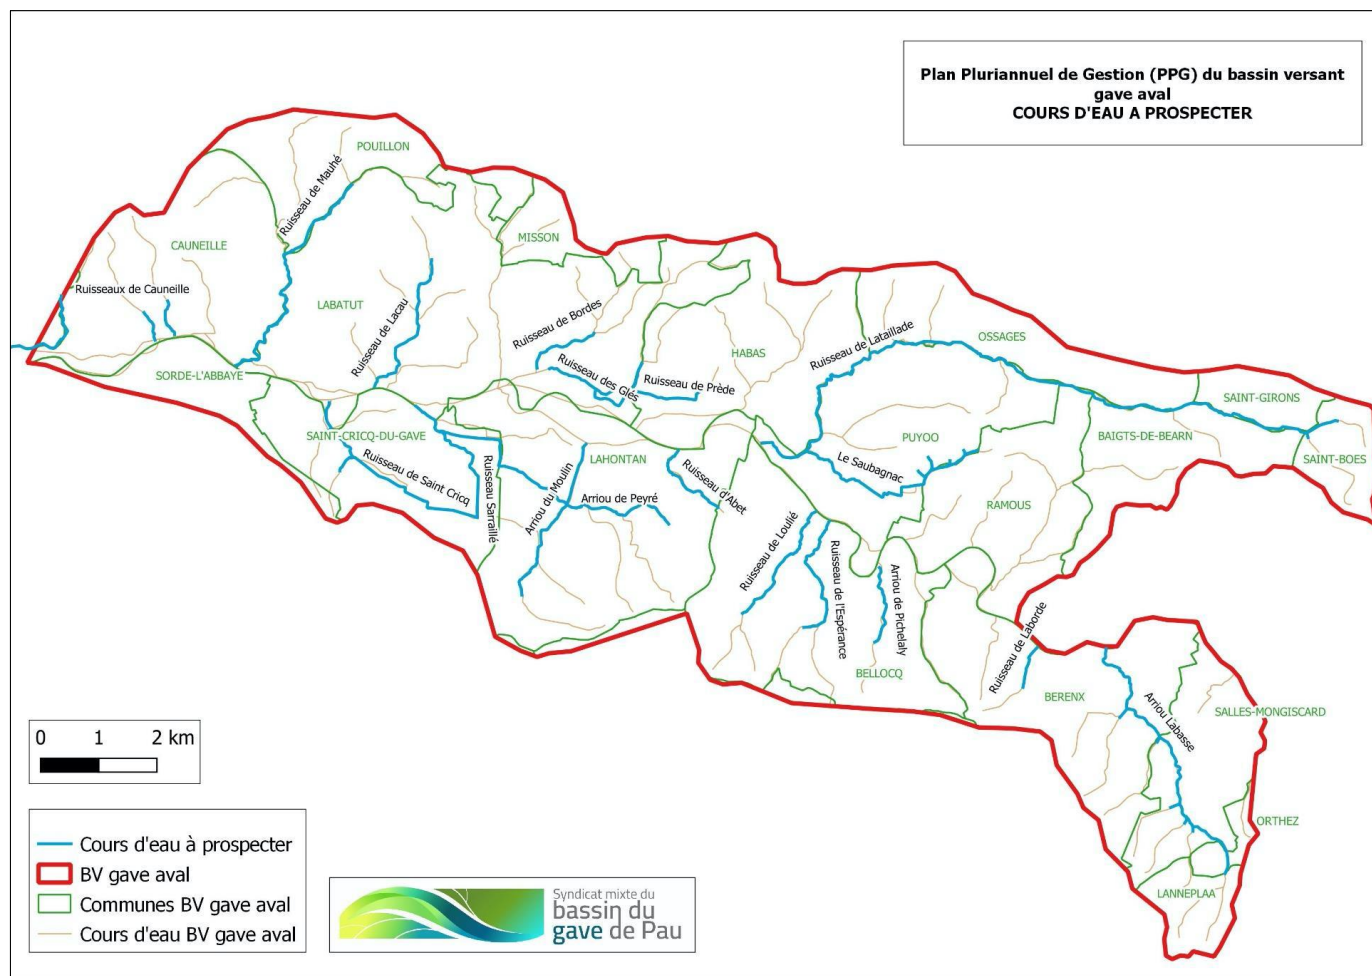 Plan Pluriannuel de Gestion (PPG) du bassin versant
gave aval
COURS D'EAU A PROSPECTER
POUILLON
Ruisseau de Mauhé
CAUNEILLE
MISSON
Ruisseaux de Cauneille
LABATUT
Ruisseau de Lacau
Ruisseau de Bordes
HABAS
Ruisseau de Lataillade
OSSAGES
SORDE-L'ABBAYE
Ruisseau des Glés
Ruisseau de Prède
SAINT-GIRONS
SAINT-CRICQ-DU-GAVE
PUYOO
BAIGTS-DE-BEARN
SAINT-BOES
Ruisseau de Saint Cricq
Ruisseau Sarraillé
LAHONTAN
Arriou du Moulin
Arriou de Peyré
Ruisseau d'Abet
Le Saubagnac
RAMOUS
Ruisseau de Loulié
Ruisseau de l'Espérance
Arriou de Pichelaly
BELLOCQ
Ruisseau de Laborde
BERENX
Arriou Labasse
SALLES-MONGISCARD
ORTHEZ
LANNEPLAA
0 1 2 km
Cours d'eau à prospecter
BV gave aval
Communes BV gave aval
Cours d'eau BV gave aval
Syndicat mixte du
bassin du
gave de Pau